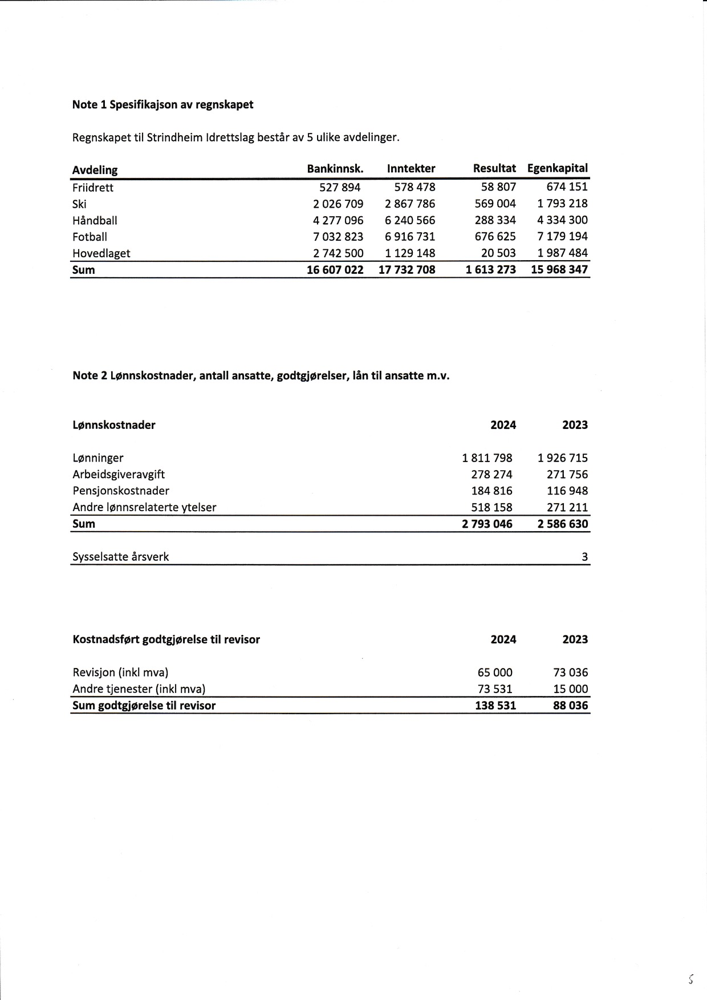 Note 1 Spesifikajson av regnskapet
Regnskapet til Strindheim Idrettslag består av 5 ulike avdelinger.
Avdeling Bankinnsk. Inntekter Resultat Egenkapital
Friidrett 527 894 578 478 58 807 674 151
Ski 2 026 709 2 867 786 569 004 1 793 218
Håndball 4 277 096 6 240 566 288 334 4 334 300
Fotball 7 032 823 6 916 731 676 625 7 179 194
Hovedlaget 2 742 500 1 129 148 20 503 1 987 484
Sum 16 607 022 17 732 708 1 613 273 15 968 347
Note 2 Lønnskostnader, antall ansatte, godtgjørelser, lån til ansatte m.v.
Lønnskostnader 2024 2023
Lønninger 1 811 798 1 926 715
Arbeidsgiveravgift 278 274 271 756
Pensjonskostnader 184 816 116 948
Andre lønnsrelaterte ytelser 518 158 271 211
Sum 2 793 046 2 586 630
Sysselsatte årsverk 3
Kostnadsført godtgjørelse til revisor 2024 2023
Revisjon (inkl mva) 65 000 73 036
Andre tjenester (inkl mva) 73 531 15 000
Sum godtgjørelse til revisor 138 531 88 036
5